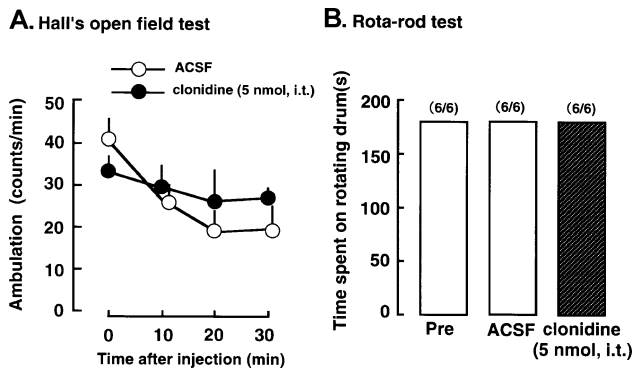 A. Hall's open field test
ACSF
clonidine (5 nmol, i.t.)
Ambulation (counts/min)
50
40
30
20
10
0
0 10 20 30
Time after injection (min)
B. Rota-rod test
Time spent on rotating drum(s)
200
150
100
50
0
(6/6) (6/6) (6/6)
Pre ACSF clonidine
(5 nmol, i.t.)